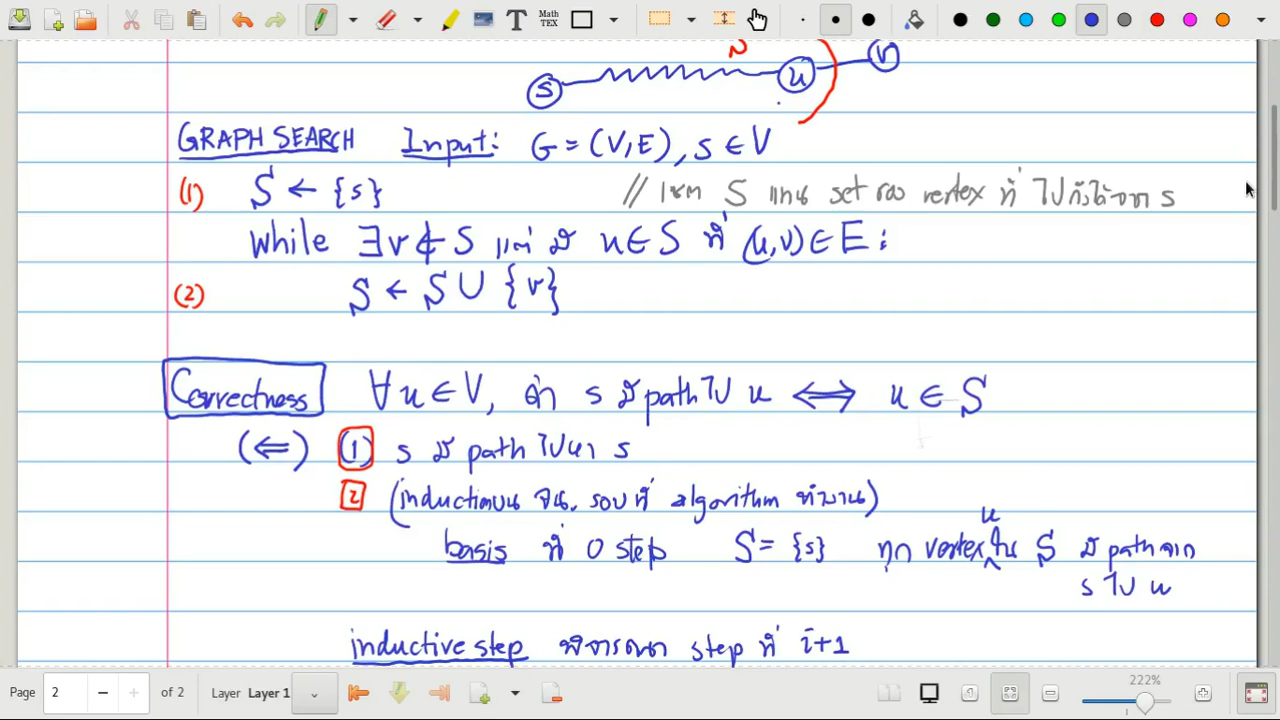 Math TEX
s u v
GRAPH SEARCH Input: G = (V, E), s ∈ V
(1) S ← {s} // เซต S แทน set ของ vertex ที่ ไปถึงได้จาก s
while ∃v ∉ S แต่ มี u ∈ S ที่ (u,v) ∈ E :
(2) S ← S ∪ {v}
Correctness ∀u ∈ V, ถ้า s มี path ไป u ⟺ u ∈ S
(⇐) (1) s มี path ไปหา s
2 (induction บน จน. รอบที่ algorithm ทำงาน)
basis ที่ 0 step S = {s} ทุก vertex u ใน S มี path จาก
s ไป u
inductive step พิจารณา step ที่ i+1
Page 2 of 2 Layer Layer 1 222%